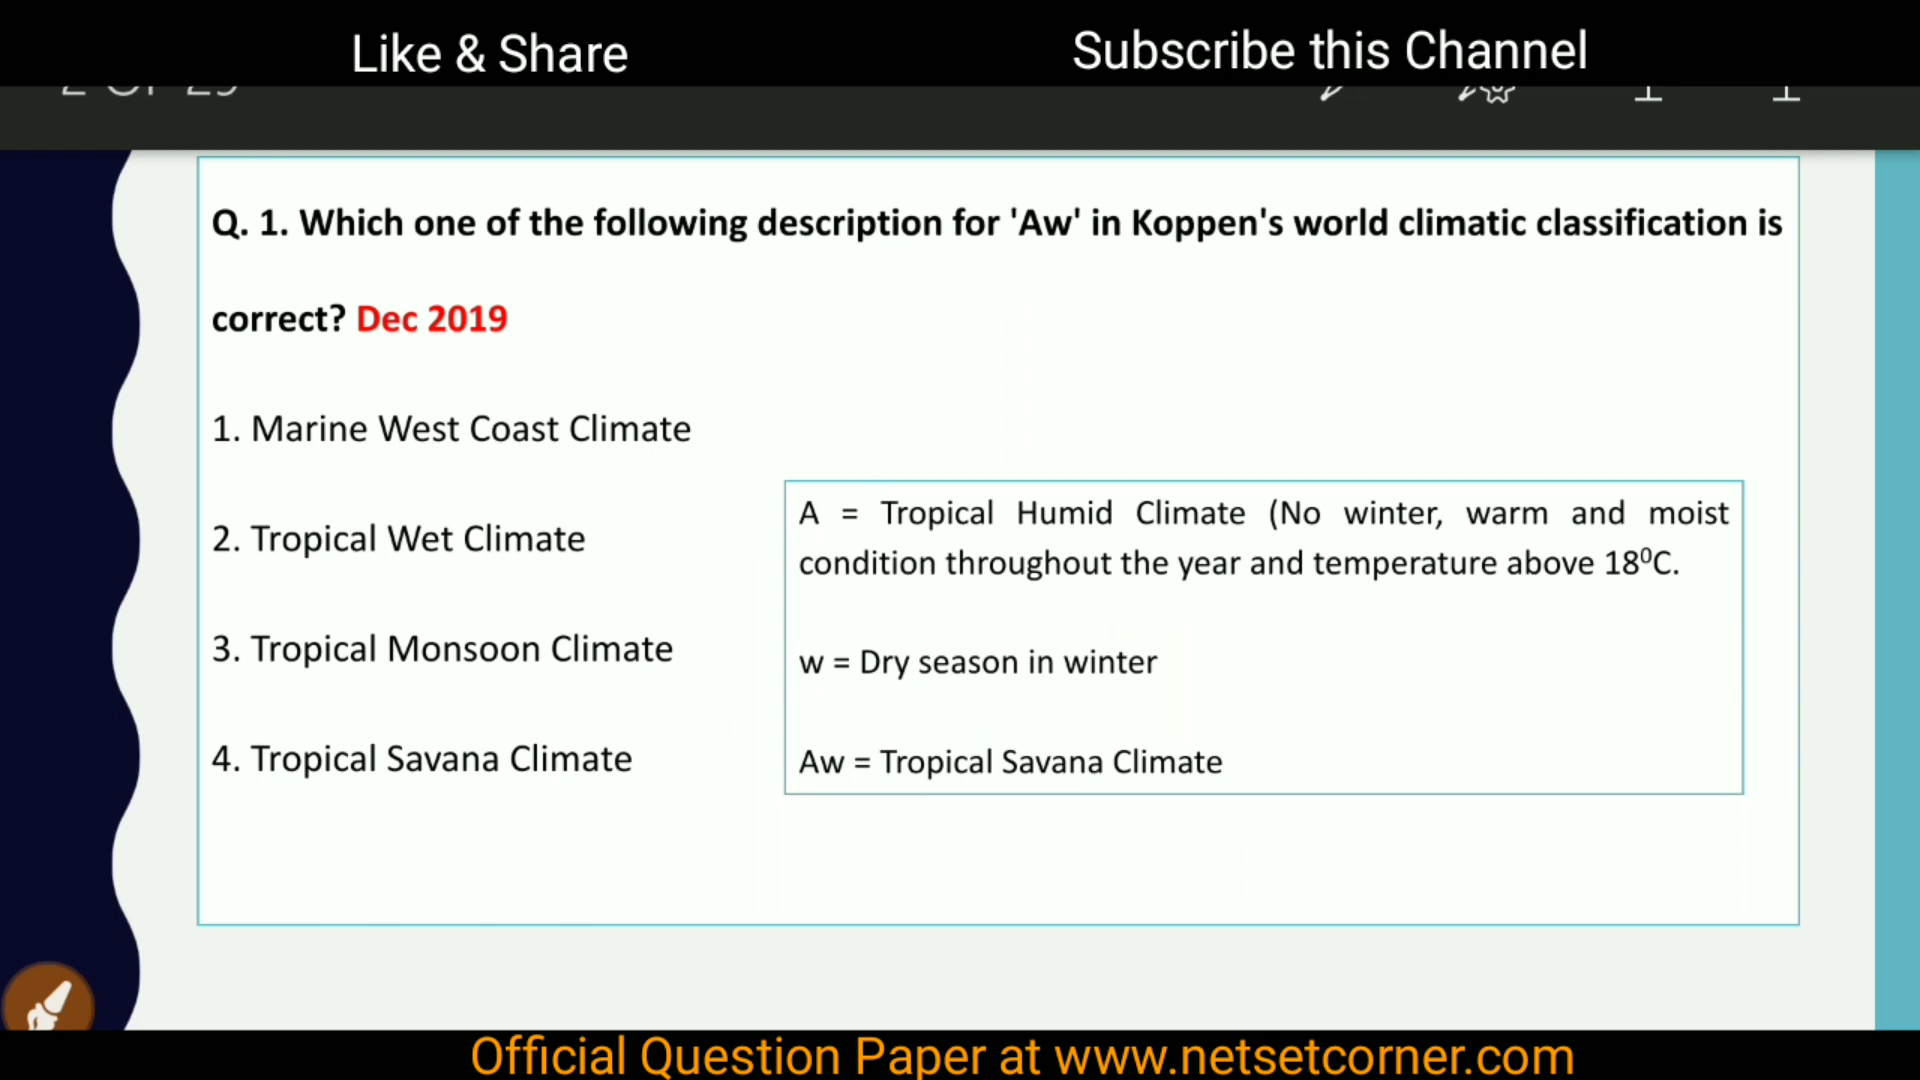 Like & Share
Subscribe this Channel
Q. 1. Which one of the following description for 'Aw' in Koppen's world climatic classification is
correct? Dec 2019
1. Marine West Coast Climate
2. Tropical Wet Climate
3. Tropical Monsoon Climate
4. Tropical Savana Climate
A = Tropical Humid Climate (No winter, warm and moist
condition throughout the year and temperature above 18⁰C.
w = Dry season in winter
Aw = Tropical Savana Climate
Official Question Paper at www.netsetcorner.com